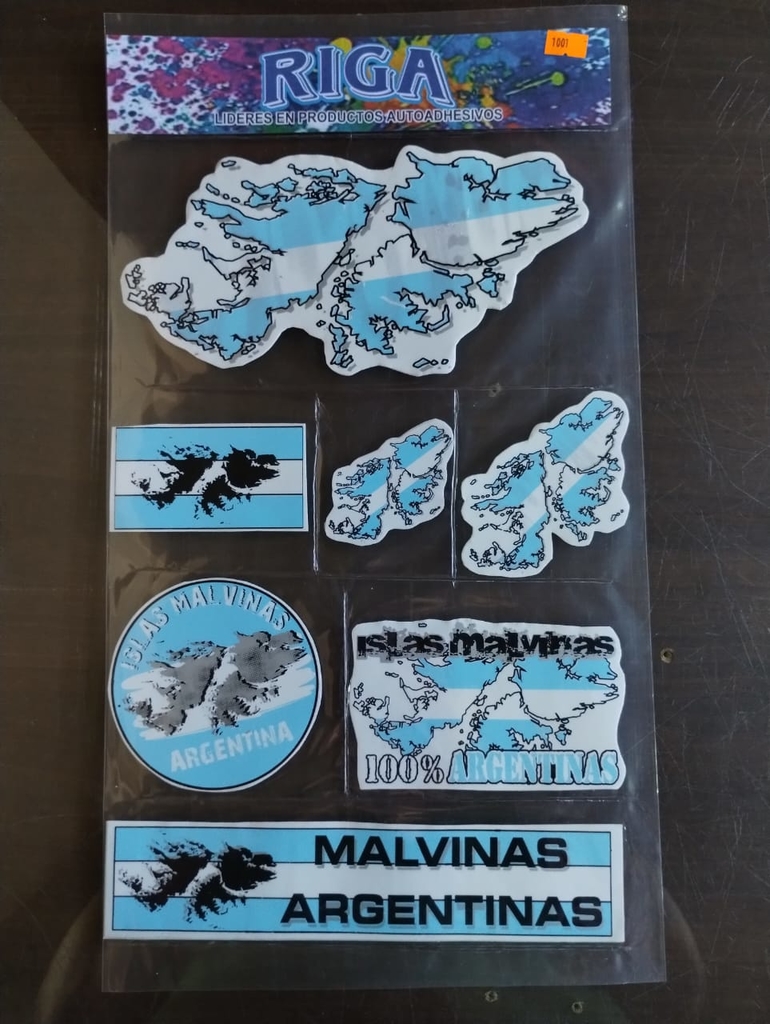 RIGA
1001
LIDERES EN PRODUCTOS AUTOADHESIVOS
ISLAS MALVINAS
ARGENTINA
islas malvinas
100% ARGENTINAS
MALVINAS
ARGENTINAS